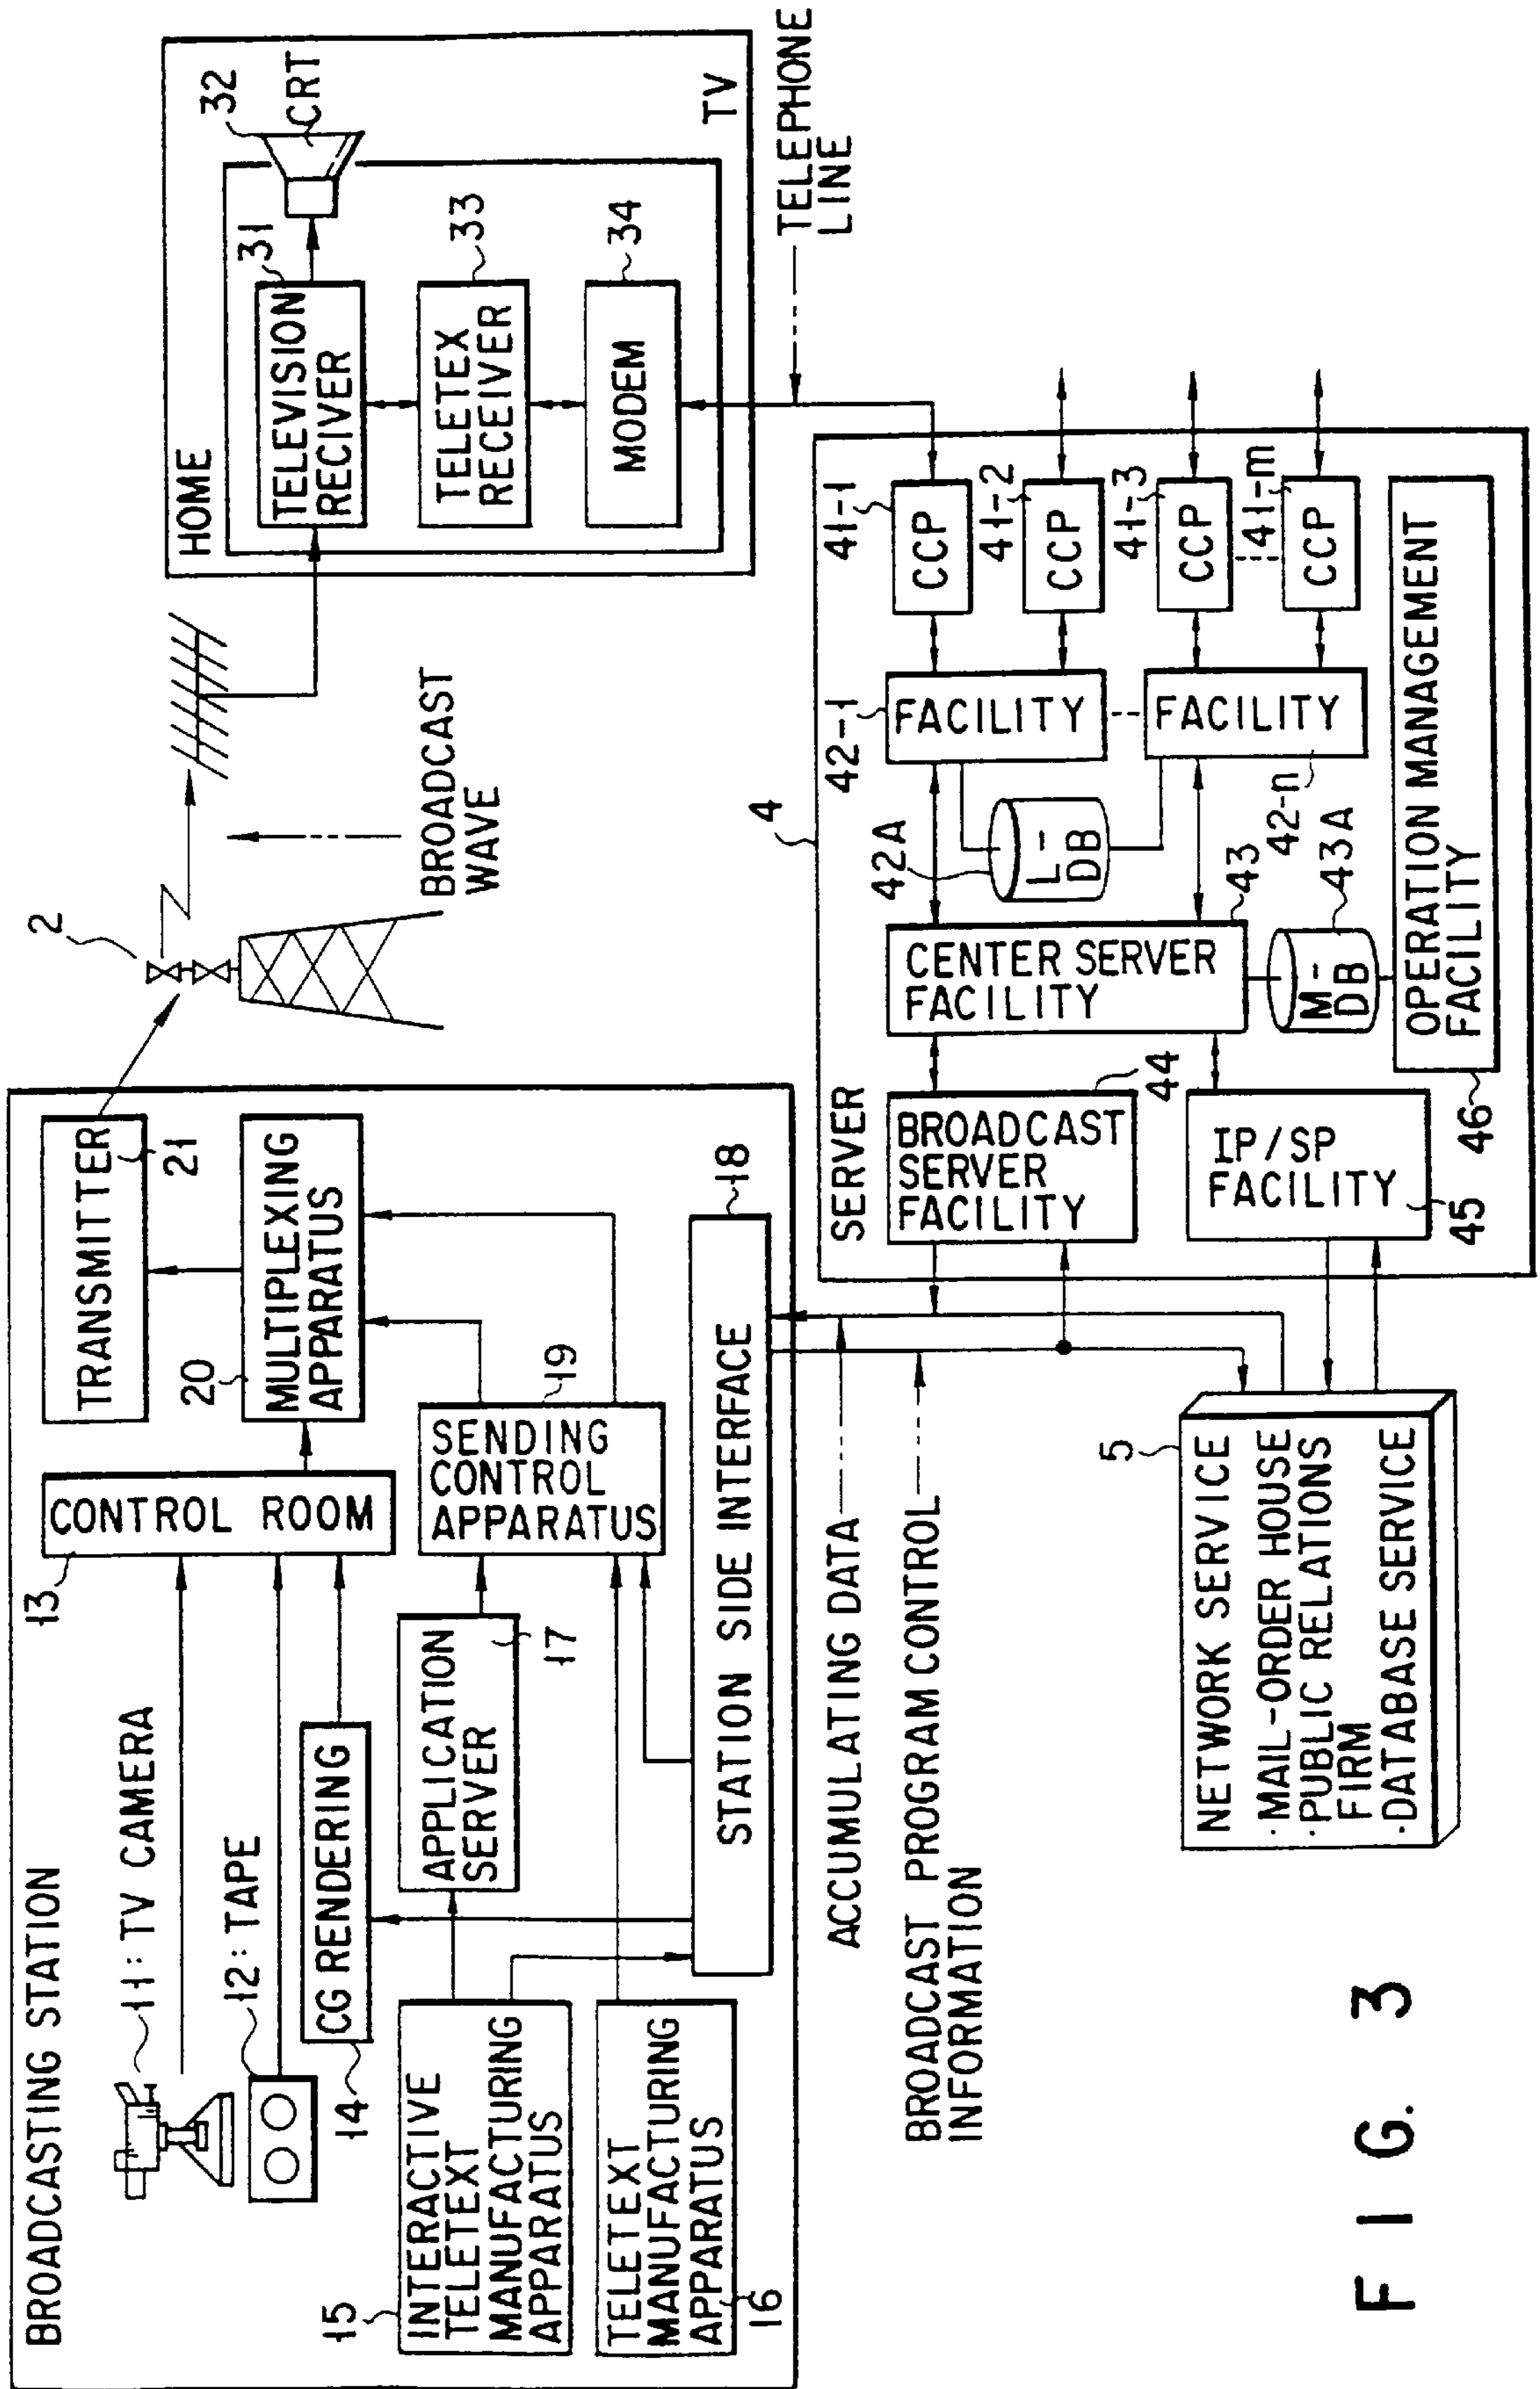 BROADCASTING STATION
11: TV CAMERA
12: TAPE
13
CONTROL ROOM
14
CG RENDERING
15
INTERACTIVE
TELETEXT
MANUFACTURING
APPARATUS
TELETEXT
MANUFACTURING
APPARATUS
16
APPLICATION
SERVER
17
SENDING
CONTROL
APPARATUS
19
20
MULTIPLEXING
APPARATUS
TRANSMITTER
21
STATION SIDE INTERFACE
18
2
BROADCAST
WAVE
HOME
TELEVISION
RECIVER
31
32
CRT
TELETEX
RECEIVER
33
MODEM
34
TV
TELEPHONE
LINE
ACCUMULATING DATA
BROADCAST PROGRAM CONTROL
INFORMATION
4
SERVER
BROADCAST
SERVER
FACILITY
44
IP/SP
FACILITY
45
CENTER SERVER
FACILITY
43
M-
DB
43A
42A
L-
DB
42-1
FACILITY
FACILITY
42-n
41-1
CCP
41-2
CCP
41-3
CCP
41-m
CCP
OPERATION MANAGEMENT
FACILITY
46
5
NETWORK SERVICE
·MAIL-ORDER HOUSE
·PUBLIC RELATIONS
FIRM
·DATABASE SERVICE
FIG. 3